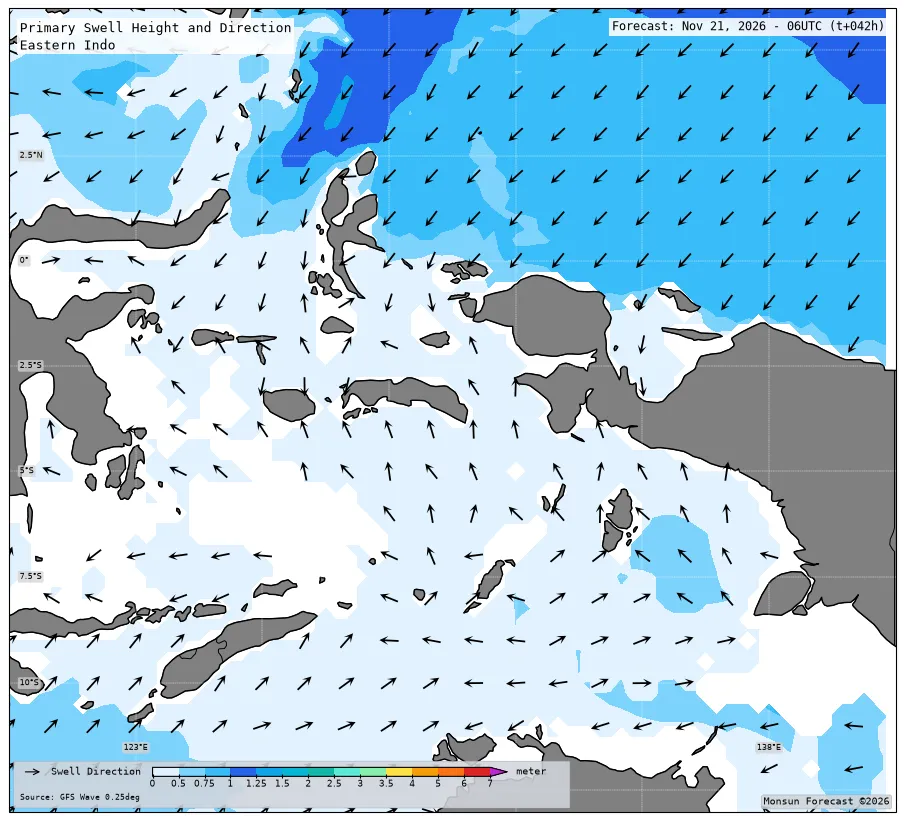 Primary Swell Height and Direction
Eastern Indo
Forecast: Nov 21, 2026 - 06UTC (t+042h)
2.5°N
0°
2.5°S
5°S
7.5°S
10°S
123°E
138°E
Swell Direction
0 0.5 0.75 1 1.25 1.5 2 2.5 3 3.5 4 5 6 7
meter
Source: GFS Wave 0.25deg
Monsun Forecast ©2026